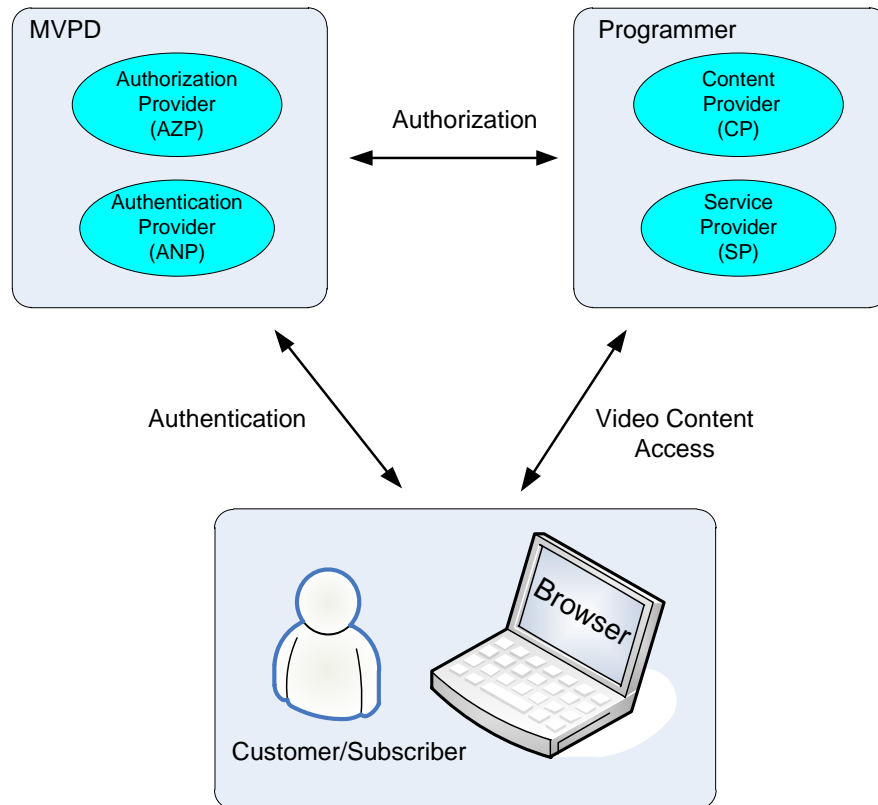 MVPD
Authorization
Provider
(AZP)
Authentication
Provider
(ANP)
Authorization
Programmer
Content
Provider
(CP)
Service
Provider
(SP)
Authentication
Video Content
Access
Browser
Customer/Subscriber